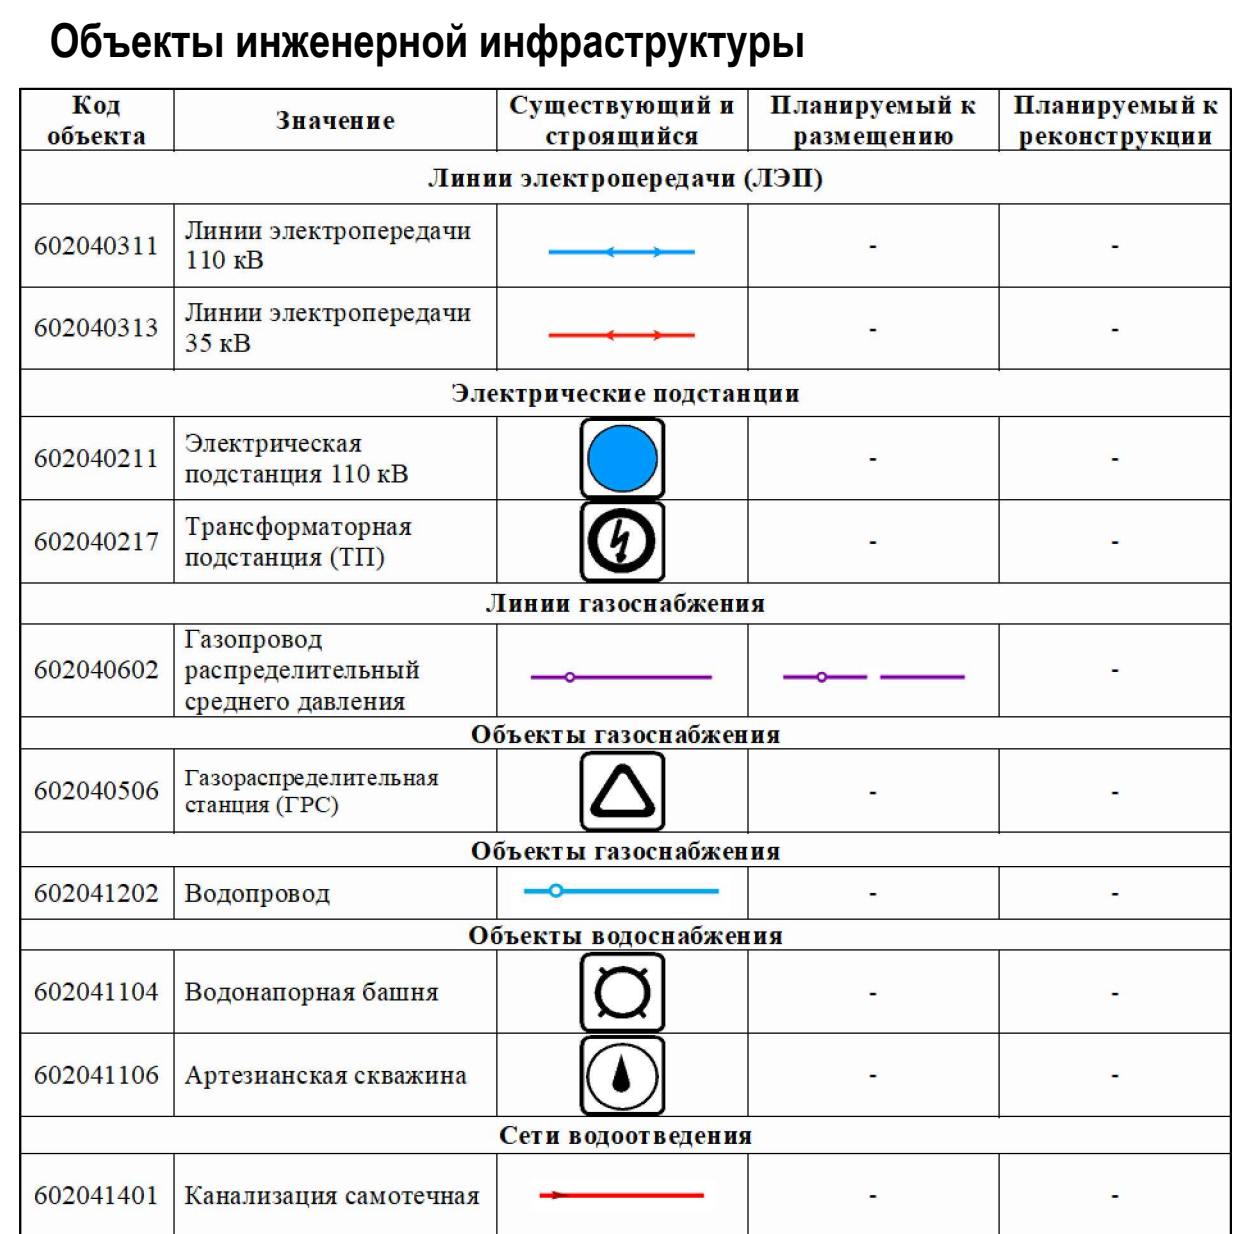 Объекты инженерной инфраструктуры
Код объекта
Значение
Существующий и строящийся
Планируемый к размещению
Планируемый к реконструкции
Линии электропередачи (ЛЭП)
602040311
Линии электропередачи
110 кВ
-
-
602040313
Линии электропередачи
35 кВ
-
-
Электрические подстанции
602040211
Электрическая
подстанция 110 кВ
-
-
602040217
Трансформаторная
подстанция (ТП)
-
-
Линии газоснабжения
602040602
Газопровод
распределительный
среднего давления
-
Объекты газоснабжения
602040506
Газораспределительная
станция (ГРС)
-
-
Объекты газоснабжения
602041202
Водопровод
-
-
Объекты водоснабжения
602041104
Водонапорная башня
-
-
602041106
Артезианская скважина
-
-
Сети водоотведения
602041401
Канализация самотечная
-
-